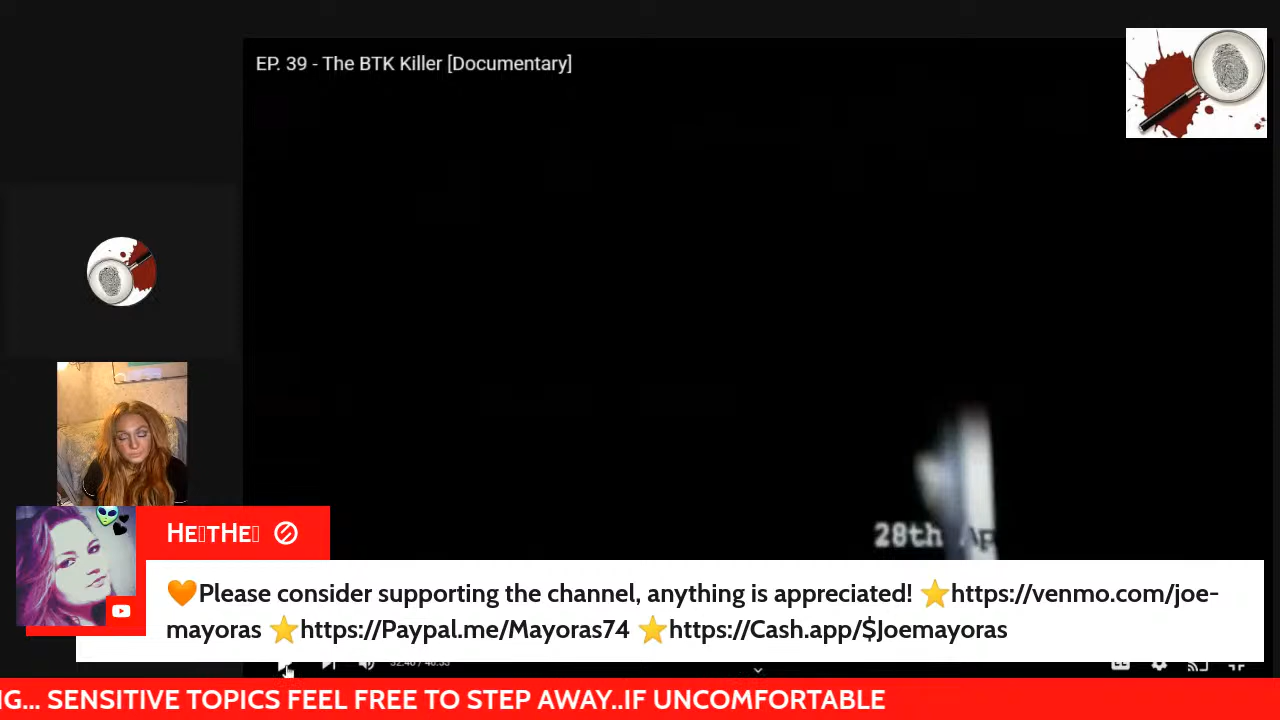 EP. 39 - The BTK Killer [Documentary]
28th Ap
HE▯THE▯
🧡Please consider supporting the channel, anything is appreciated! ⭐https://venmo.com/joe-
mayoras ⭐https://Paypal.me/Mayoras74 ⭐https://Cash.app/$Joemayoras
G... SENSITIVE TOPICS FEEL FREE TO STEP AWAY..IF UNCOMFORTABLE